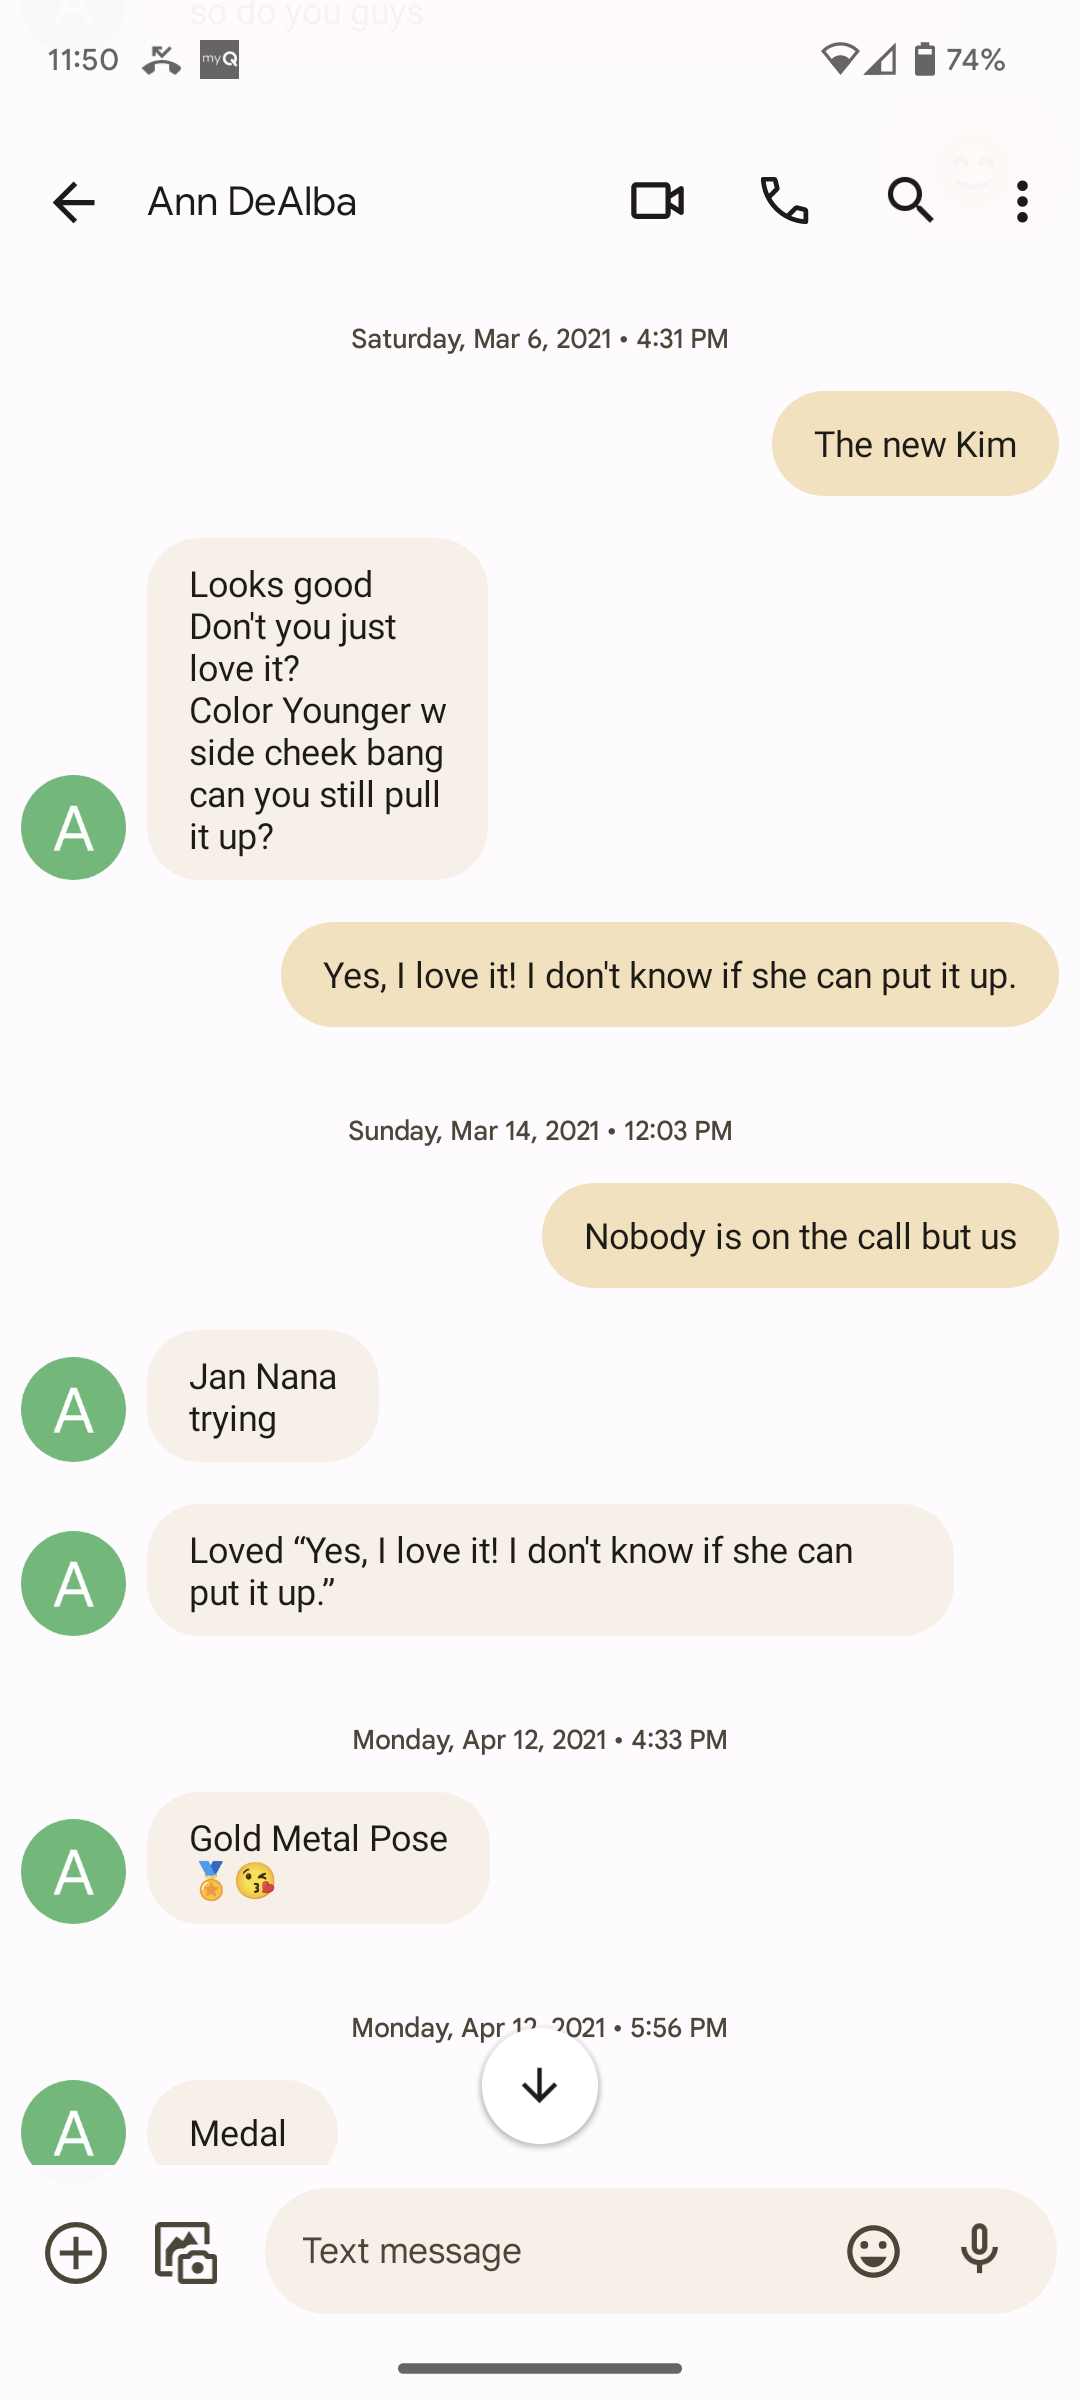 so do you guys
11:50 myQ 74%
Ann DeAlba
Saturday, Mar 6, 2021 • 4:31 PM
The new Kim
Looks good
Don't you just
love it?
Color Younger w
side cheek bang
can you still pull
it up?
A
Yes, I love it! I don't know if she can put it up.
Sunday, Mar 14, 2021 • 12:03 PM
Nobody is on the call but us
Jan Nana
trying
A
Loved “Yes, I love it! I don't know if she can
put it up.”
A
Monday, Apr 12, 2021 • 4:33 PM
Gold Metal Pose
🏅😘
A
Monday, Apr 12, 2021 • 5:56 PM
A
Medal
Text message